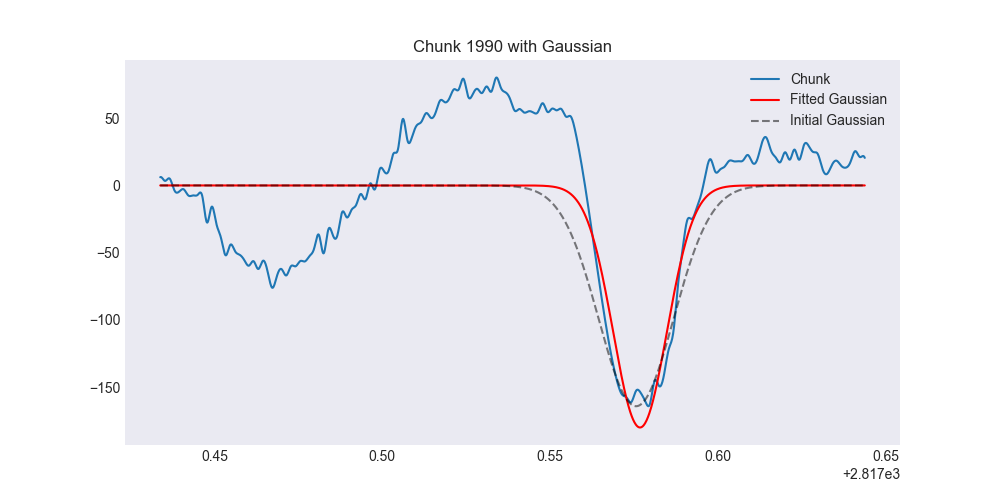 Chunk 1990 with Gaussian
Chunk
Fitted Gaussian
Initial Gaussian
50
0
−50
−100
−150
0.45 0.50 0.55 0.60 0.65
+2.817e3